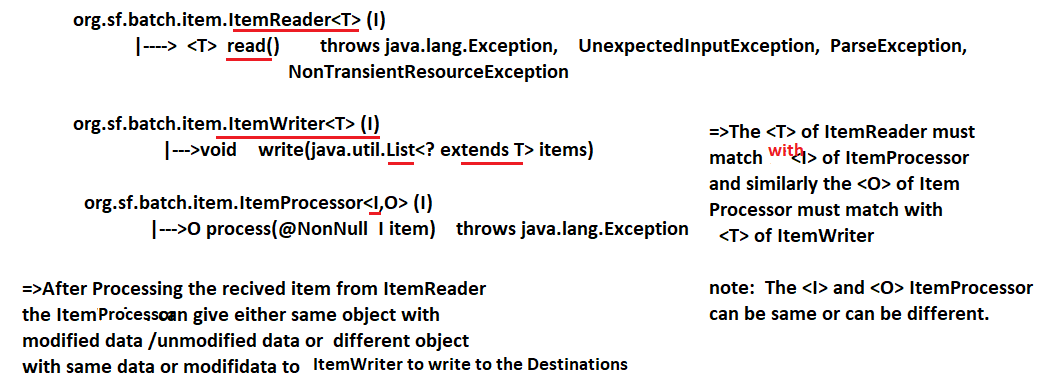 org.sf.batch.item.ItemReader<T> (I)
|----> <T> read() throws java.lang.Exception, UnexpectedInputException, ParseException,
NonTransientResourceException
org.sf.batch.item.ItemWriter<T> (I)
|--->void write(java.util.List<? extends T> items)
org.sf.batch.item.ItemProcessor<I,O> (I)
|--->O process(@NonNull I item) throws java.lang.Exception
=>The <T> of ItemReader must
match with <I> of ItemProcessor
and similarly the <O> of Item
Processor must match with
<T> of ItemWriter
note: The <I> and <O> ItemProcessor
can be same or can be different.
=>After Processing the recived item from ItemReader
the ItemProcessor can give either same object with
modified data /unmodified data or different object
with same data or modifidata to ItemWriter to write to the Destinations